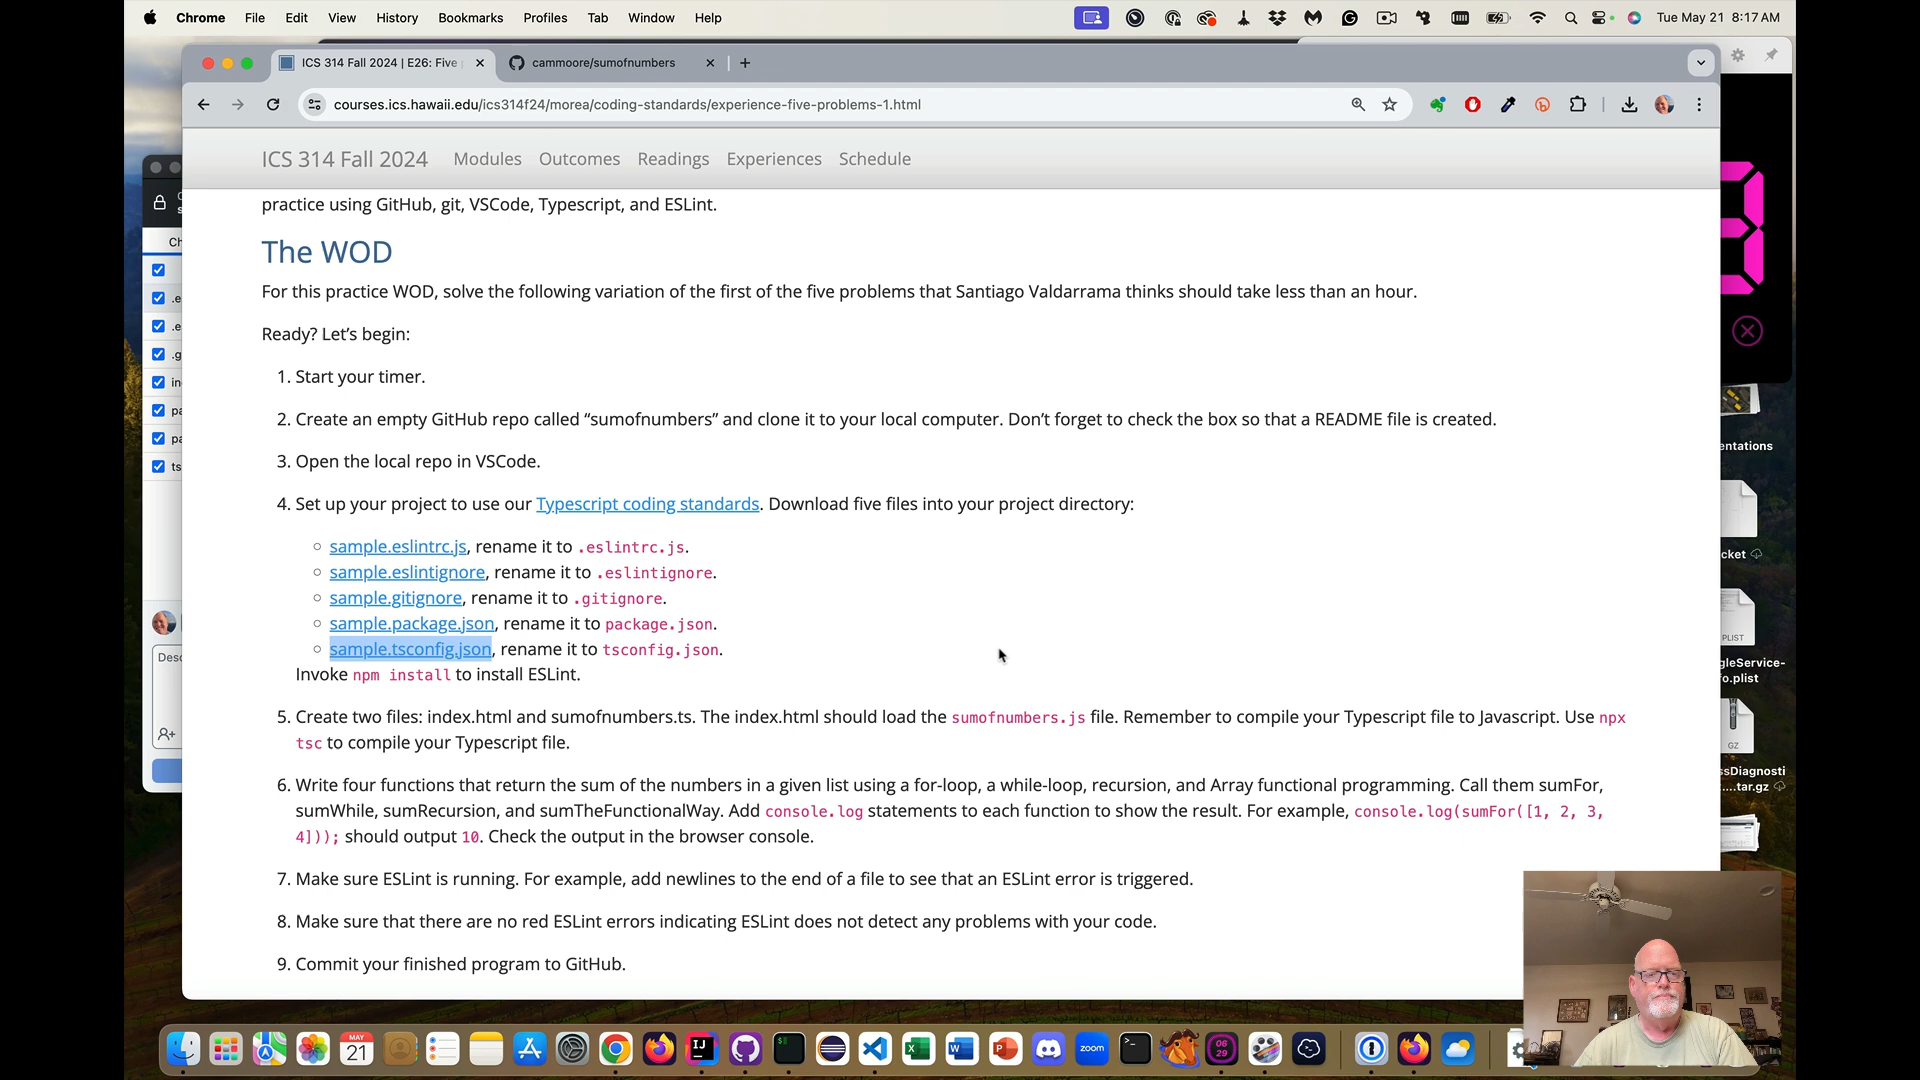 Chrome File Edit View History Bookmarks Profiles Tab Window Help Tue May 21 8:17 AM
ICS 314 Fall 2024 | E26: Five cammoore/sumofnumbers
courses.ics.hawaii.edu/ics314f24/morea/coding-standards/experience-five-problems-1.html
ICS 314 Fall 2024 Modules Outcomes Readings Experiences Schedule
practice using GitHub, git, VSCode, Typescript, and ESLint.
The WOD
For this practice WOD, solve the following variation of the first of the five problems that Santiago Valdarrama thinks should take less than an hour.
Ready? Let’s begin:
1. Start your timer.
2. Create an empty GitHub repo called “sumofnumbers” and clone it to your local computer. Don’t forget to check the box so that a README file is created.
3. Open the local repo in VSCode.
4. Set up your project to use our Typescript coding standards. Download five files into your project directory:
sample.eslintrc.js, rename it to .eslintrc.js.
sample.eslintignore, rename it to .eslintignore.
sample.gitignore, rename it to .gitignore.
sample.package.json, rename it to package.json.
sample.tsconfig.json, rename it to tsconfig.json.
Invoke npm install to install ESLint.
5. Create two files: index.html and sumofnumbers.ts. The index.html should load the sumofnumbers.js file. Remember to compile your Typescript file to Javascript. Use npx
tsc to compile your Typescript file.
6. Write four functions that return the sum of the numbers in a given list using a for-loop, a while-loop, recursion, and Array functional programming. Call them sumFor,
sumWhile, sumRecursion, and sumTheFunctionalWay. Add console.log statements to each function to show the result. For example, console.log(sumFor([1, 2, 3,
4])); should output 10. Check the output in the browser console.
7. Make sure ESLint is running. For example, add newlines to the end of a file to see that an ESLint error is triggered.
8. Make sure that there are no red ESLint errors indicating ESLint does not detect any problems with your code.
9. Commit your finished program to GitHub.
Ch
.e
.e
.g
in
pa
pa
ts
Desc
3
entations
cket
PLIST
gleService-
fo.plist
GZ
ssDiagnosti
....tar.gz
MAY
21
IJ
zoom
06
29